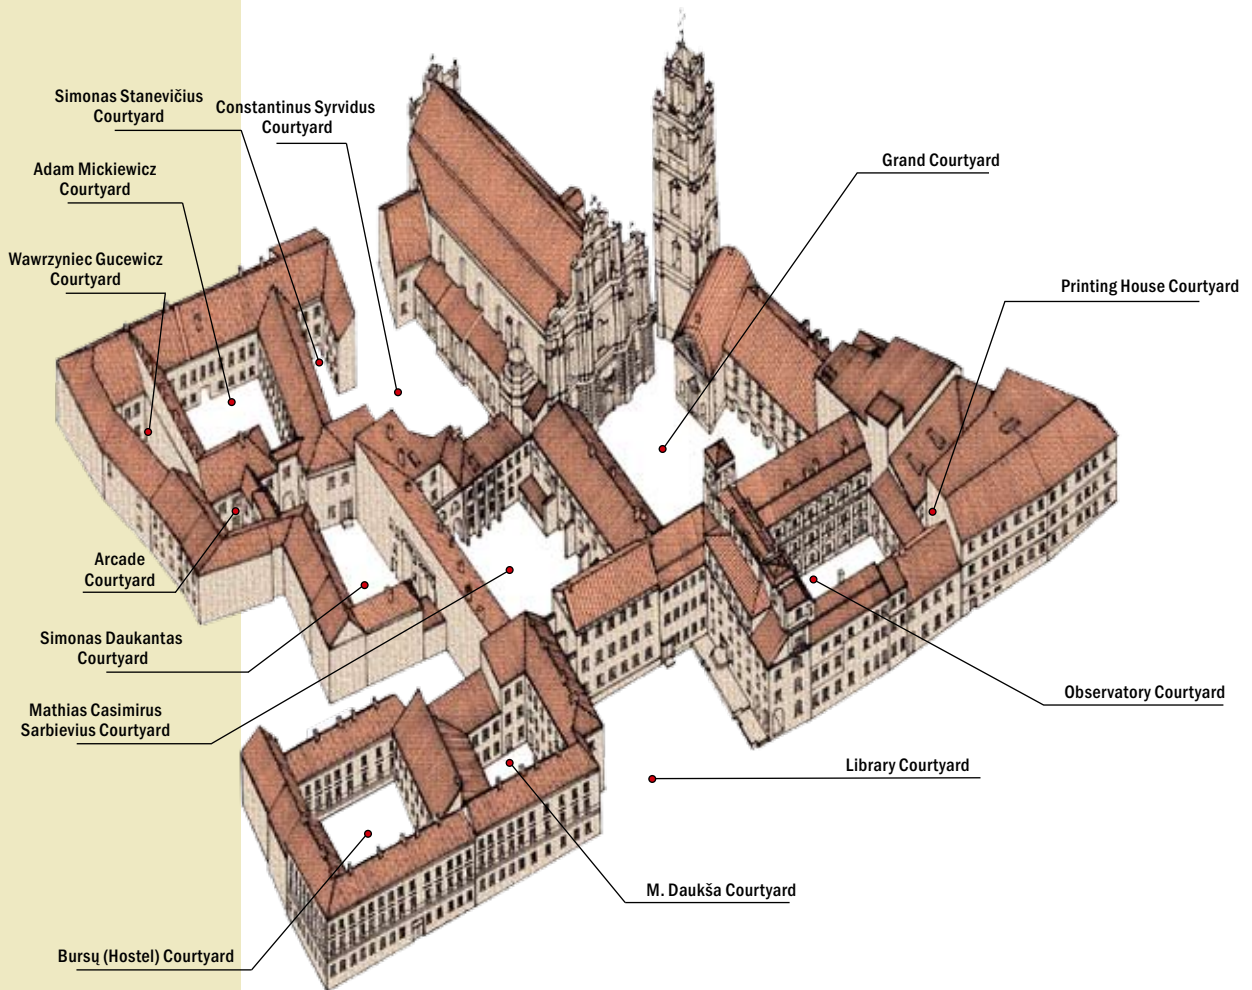 Simonas Stanevičius
Courtyard
Constantinus Syrvidus
Courtyard
Adam Mickiewicz
Courtyard
Grand Courtyard
Wawrzyniec Gucewicz
Courtyard
Printing House Courtyard
Arcade
Courtyard
Simonas Daukantas
Courtyard
Mathias Casimirus
Sarbievius Courtyard
Observatory Courtyard
Library Courtyard
M. Daukša Courtyard
Bursų (Hostel) Courtyard